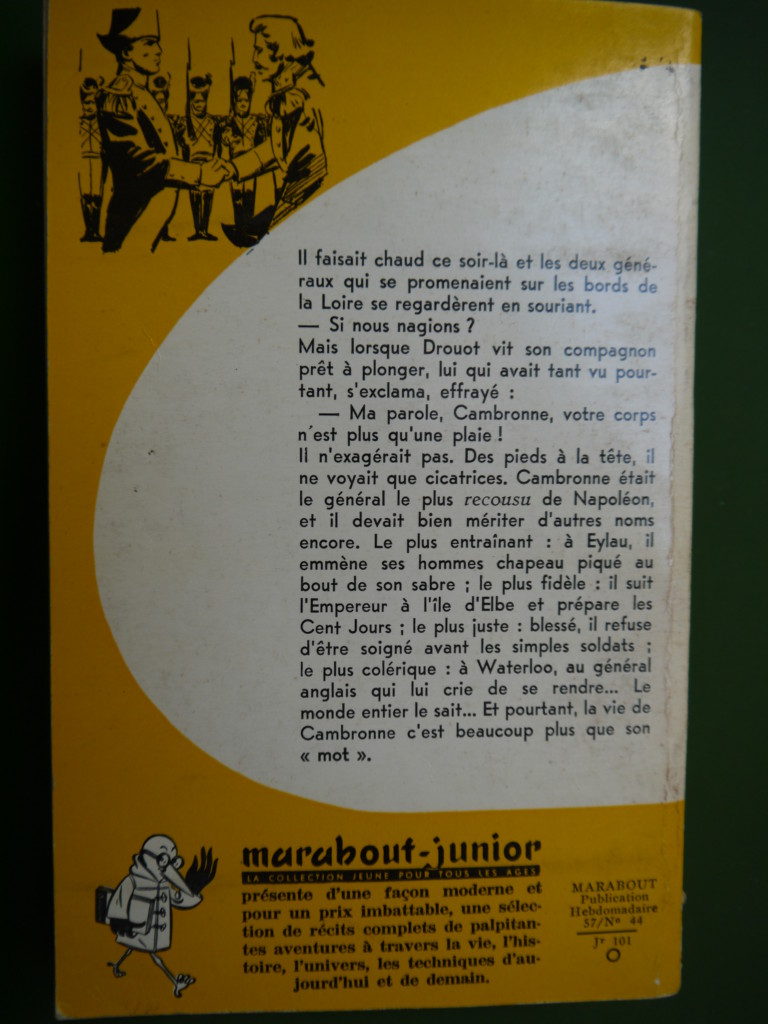 Il faisait chaud ce soir-là et les deux géné-
raux qui se promenaient sur les bords de
la Loire se regardèrent en souriant.
— Si nous nagions ?
Mais lorsque Drouot vit son compagnon
prêt à plonger, lui qui avait tant vu pour-
tant, s'exclama, effrayé :
— Ma parole, Cambronne, votre corps
n'est plus qu'une plaie !
Il n'exagérait pas. Des pieds à la tête, il
ne voyait que cicatrices. Cambronne était
le général le plus recousu de Napoléon,
et il devait bien mériter d'autres noms
encore. Le plus entraînant : à Eylau, il
emmène ses hommes chapeau piqué au
bout de son sabre ; le plus fidèle : il suit
l'Empereur à l'île d'Elbe et prépare les
Cent Jours ; le plus juste : blessé, il refuse
d'être soigné avant les simples soldats ;
le plus colérique : à Waterloo, au général
anglais qui lui crie de se rendre... Le
monde entier le sait... Et pourtant, la vie de
Cambronne c'est beaucoup plus que son
« mot ».
marabout-junior
LA COLLECTION JEUNE POUR TOUS LES AGES
présente d'une façon moderne et
pour un prix imbattable, une sélec-
tion de récits complets de palpitan-
tes aventures à travers la vie, l'his-
toire, l'univers, les techniques d'au-
jourd'hui et de demain.
MARABOUT
Publication
Hebdomadaire
57/N° 44
Jr 101